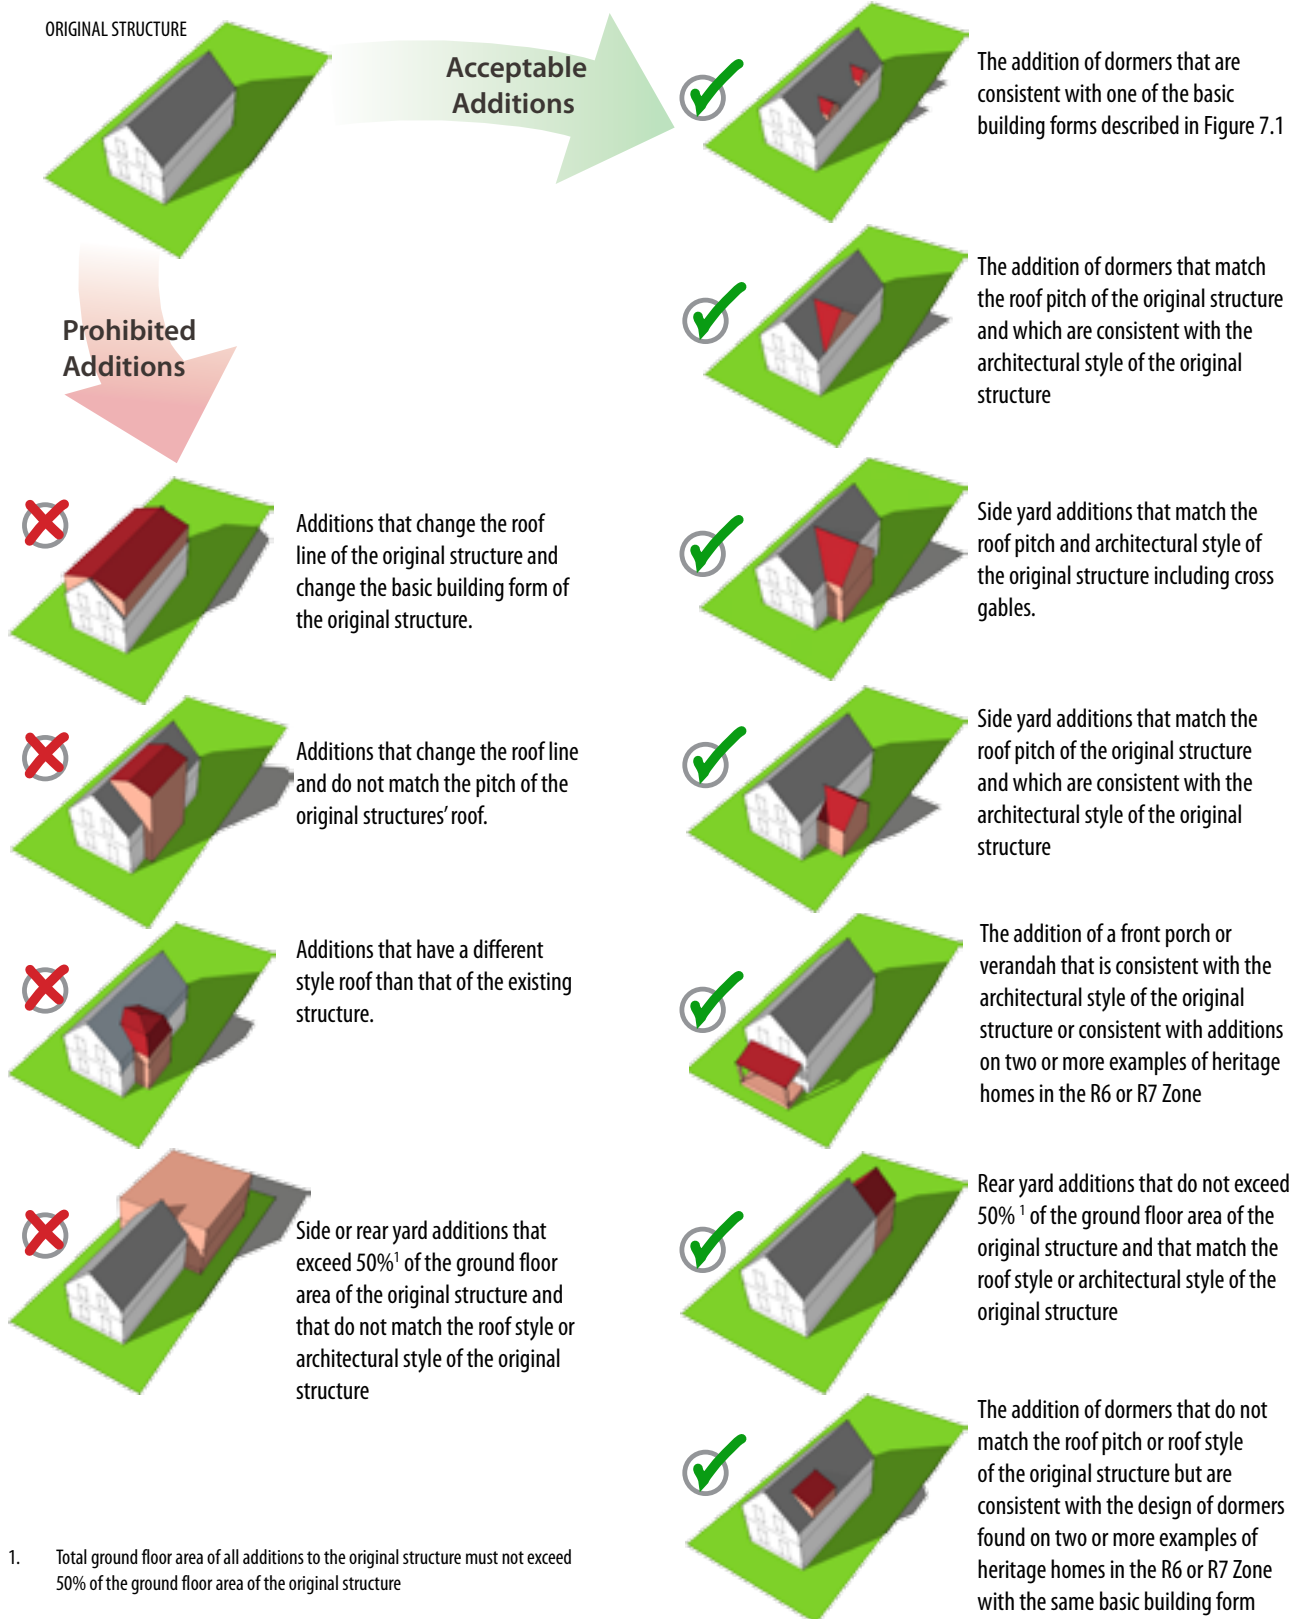 ORIGINAL STRUCTURE
Acceptable
Additions
The addition of dormers that are
consistent with one of the basic
building forms described in Figure 7.1
The addition of dormers that match
the roof pitch of the original structure
and which are consistent with the
architectural style of the original
structure
Side yard additions that match the
roof pitch and architectural style of
the original structure including cross
gables.
Side yard additions that match the
roof pitch of the original structure
and which are consistent with the
architectural style of the original
structure
The addition of a front porch or
verandah that is consistent with the
architectural style of the original
structure or consistent with additions
on two or more examples of heritage
homes in the R6 or R7 Zone
Rear yard additions that do not exceed
50% 1 of the ground floor area of the
original structure and that match the
roof style or architectural style of the
original structure
The addition of dormers that do not
match the roof pitch or roof style
of the original structure but are
consistent with the design of dormers
found on two or more examples of
heritage homes in the R6 or R7 Zone
with the same basic building form
Prohibited
Additions
Additions that change the roof
line of the original structure and
change the basic building form of
the original structure.
Additions that change the roof line
and do not match the pitch of the
original structures' roof.
Additions that have a different
style roof than that of the existing
structure.
Side or rear yard additions that
exceed 50%1 of the ground floor
area of the original structure and
that do not match the roof style or
architectural style of the original
structure
1. Total ground floor area of all additions to the original structure must not exceed
50% of the ground floor area of the original structure